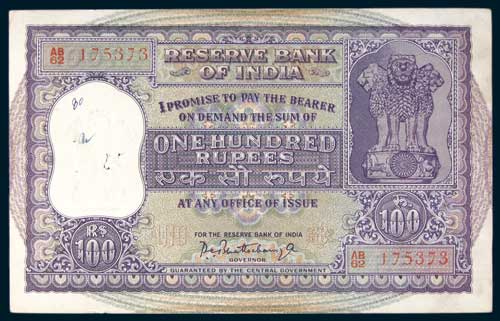 AB
62 175373
RESERVE BANK
OF INDIA
I PROMISE TO PAY THE BEARER
ON DEMAND THE SUM OF
ONE HUNDRED
RUPEES
एक सौ रुपये
AT ANY OFFICE OF ISSUE
FOR THE RESERVE BANK OF INDIA
GOVERNOR
GUARANTEED BY THE CENTRAL GOVERNMENT
RS
100
100
AB
62 175373
80